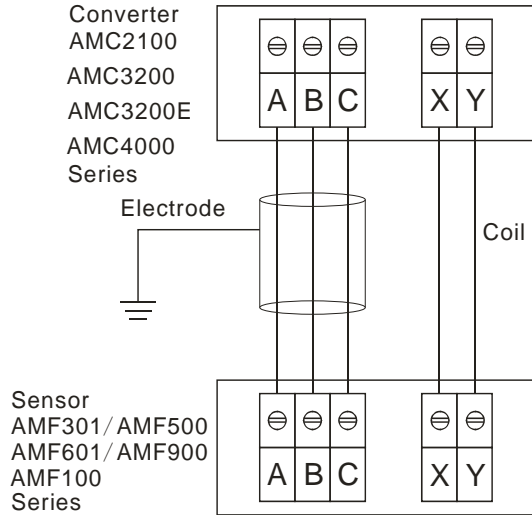 Converter
AMC2100
AMC3200
AMC3200E
AMC4000
Series
A B C X Y
Electrode
Coil
Sensor
AMF301/AMF500
AMF601/AMF900
AMF100
Series
A B C X Y